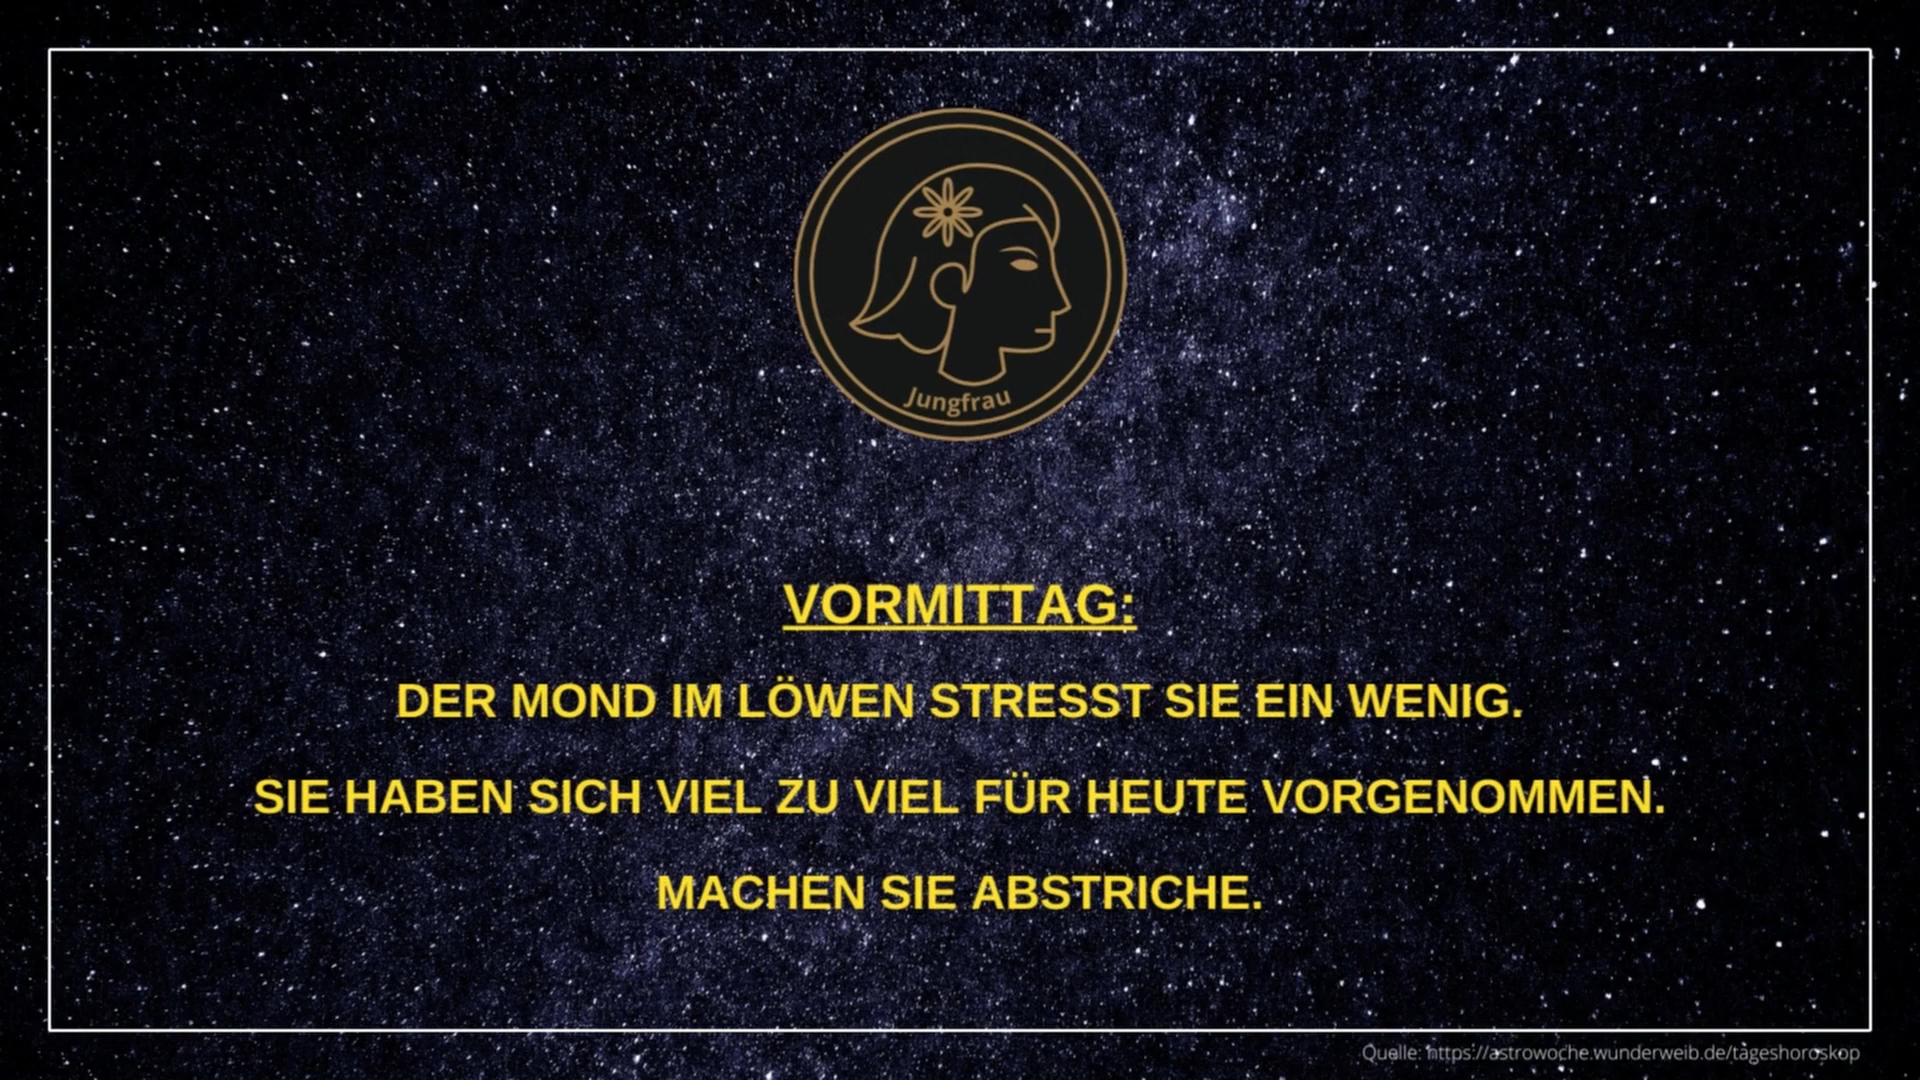 Jungfrau
VORMITTAG:
DER MOND IM LÖWEN STRESST SIE EIN WENIG.
SIE HABEN SICH VIEL ZU VIEL FÜR HEUTE VORGENOMMEN.
MACHEN SIE ABSTRICHE.
Quelle: https://astrowoche.wunderweib.de/tageshoroskop